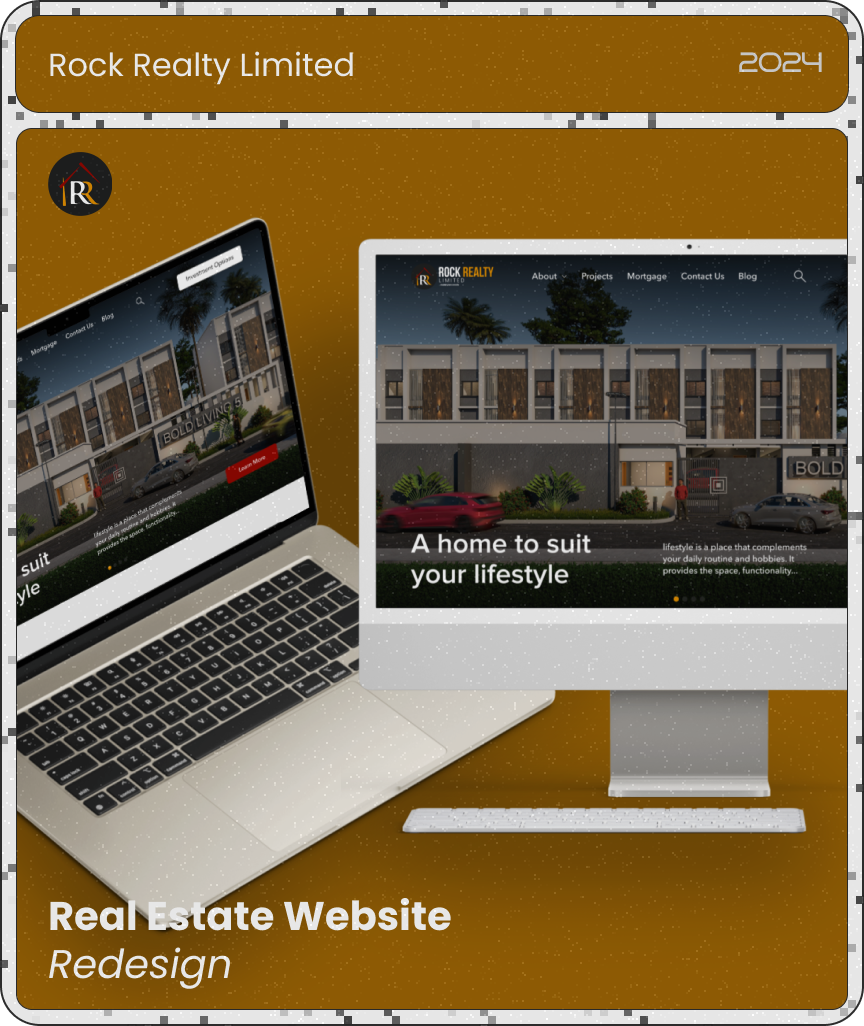 Rock Realty Limited
2024
RR
Investment Options
Mortgage
Contact Us
Blog
BOLD LIVING 5
Learn More
lifestyle is a place that complements
your daily routine and hobbies. It
provides the space, functionality...
suit
yle
RR
ROCK REALTY
LIMITED
About
Projects
Mortgage
Contact Us
Blog
BOLD
A home to suit
your lifestyle
lifestyle is a place that complements
your daily routine and hobbies. It
provides the space, functionality...
Real Estate Website
Redesign